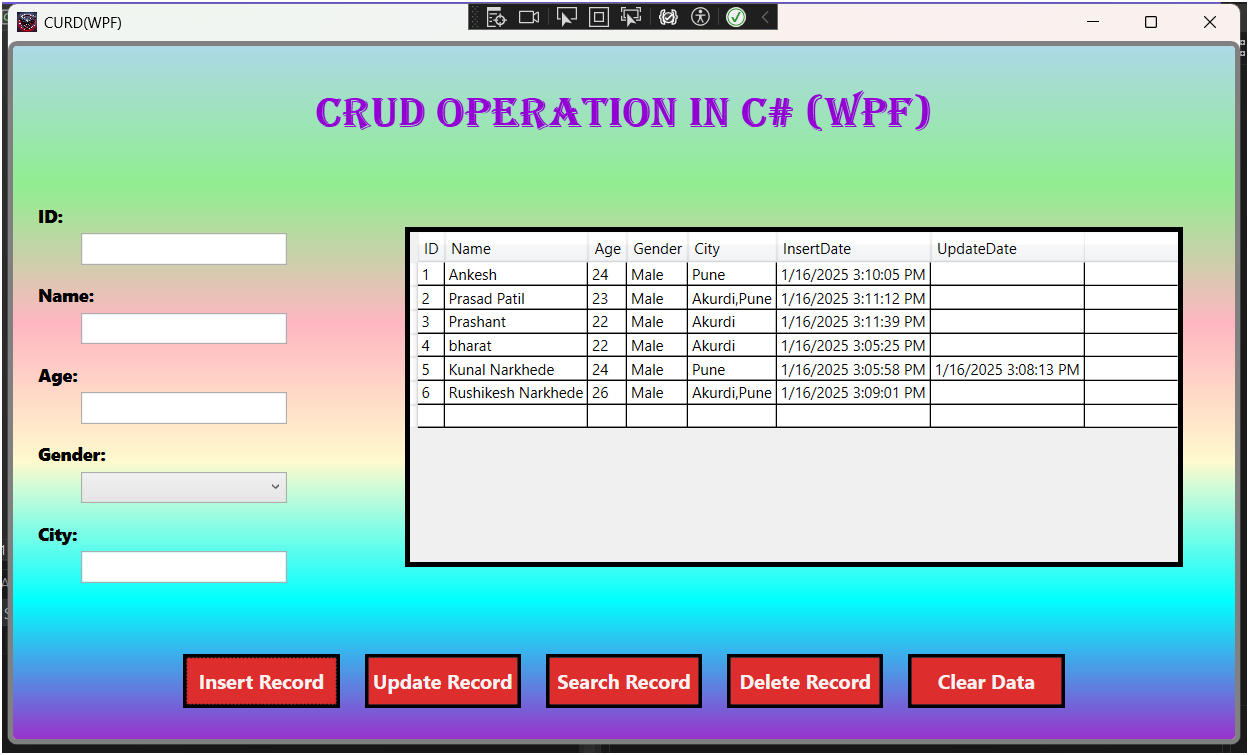 CURD(WPF)
CRUD OPERATION IN C# (WPF)
ID:
Name:
Age:
Gender:
City:
ID Name Age Gender City InsertDate UpdateDate
1 Ankesh 24 Male Pune 1/16/2025 3:10:05 PM
2 Prasad Patil 23 Male Akurdi,Pune 1/16/2025 3:11:12 PM
3 Prashant 22 Male Akurdi 1/16/2025 3:11:39 PM
4 bharat 22 Male Akurdi 1/16/2025 3:05:25 PM
5 Kunal Narkhede 24 Male Pune 1/16/2025 3:05:58 PM 1/16/2025 3:08:13 PM
6 Rushikesh Narkhede 26 Male Akurdi,Pune 1/16/2025 3:09:01 PM
Insert Record Update Record Search Record Delete Record Clear Data